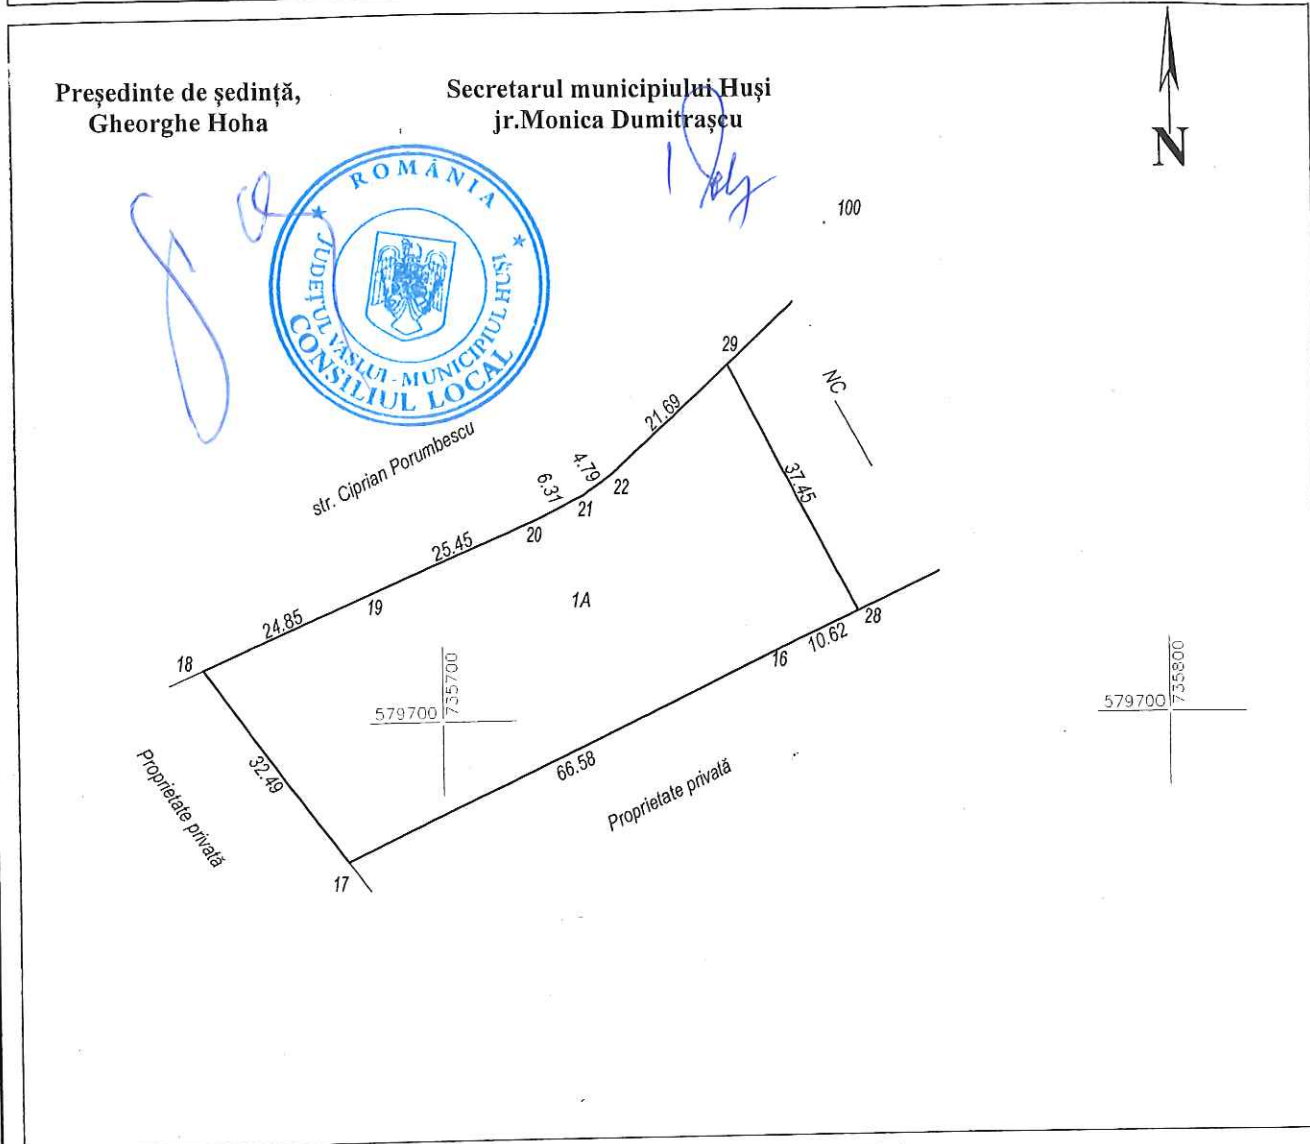 Președinte de ședință,
Gheorghe Hoha
Secretarul municipiului Huși
jr.Monica Dumitrașcu
N
ROMÂNIA
JUDEȚUL VASLUI - MUNICIPIUL HUȘI
CONSILIUL LOCAL
100
29
NC
21.69
str. Ciprian Porumbescu
4.79
6.31
22
21
20
37.45
25.45
1A
19
24.85
28
10.62
16
18
735700
579700
735800
579700
32.49
66.58
Proprietate privată
Proprietate privată
17